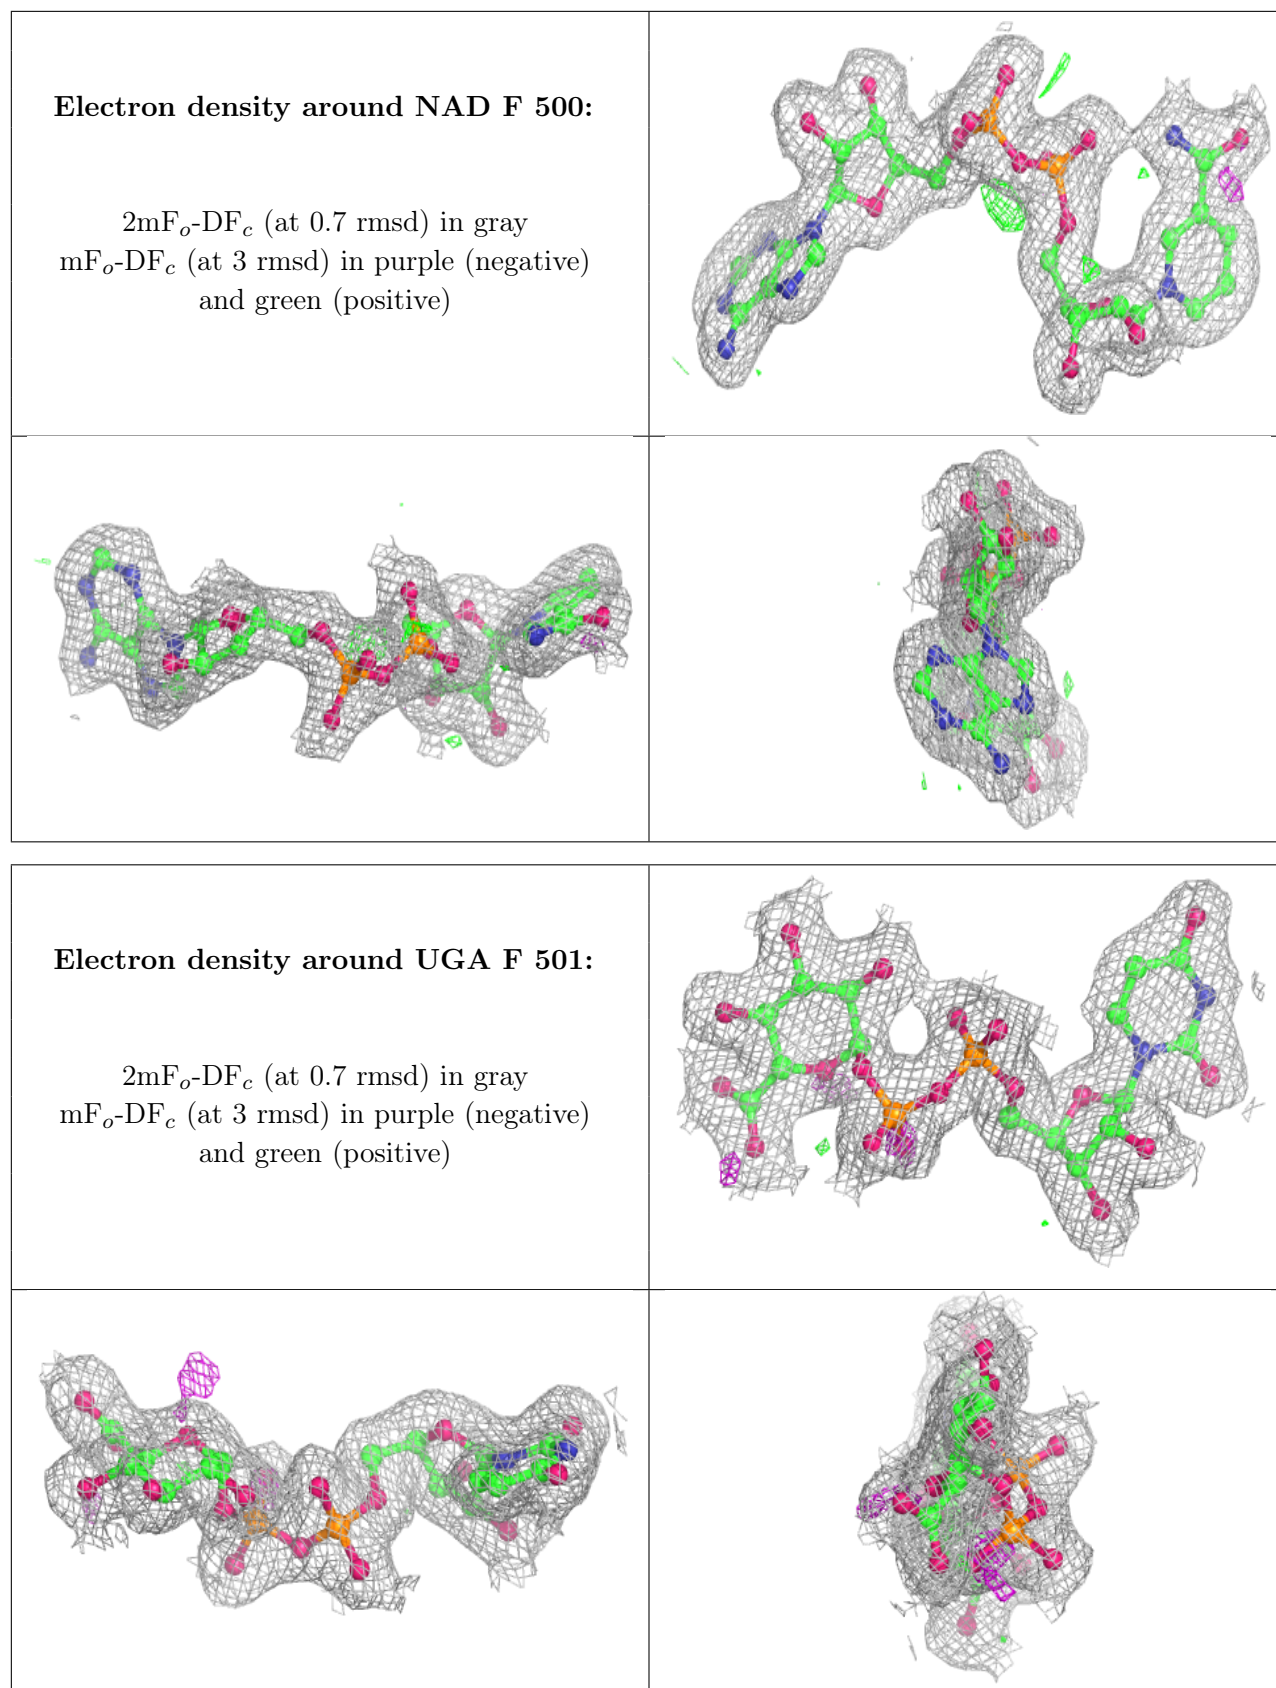 Electron density around NAD F 500:
2mFo-DFc (at 0.7 rmsd) in gray
mFo-DFc (at 3 rmsd) in purple (negative)
and green (positive)
Electron density around UGA F 501:
2mFo-DFc (at 0.7 rmsd) in gray
mFo-DFc (at 3 rmsd) in purple (negative)
and green (positive)